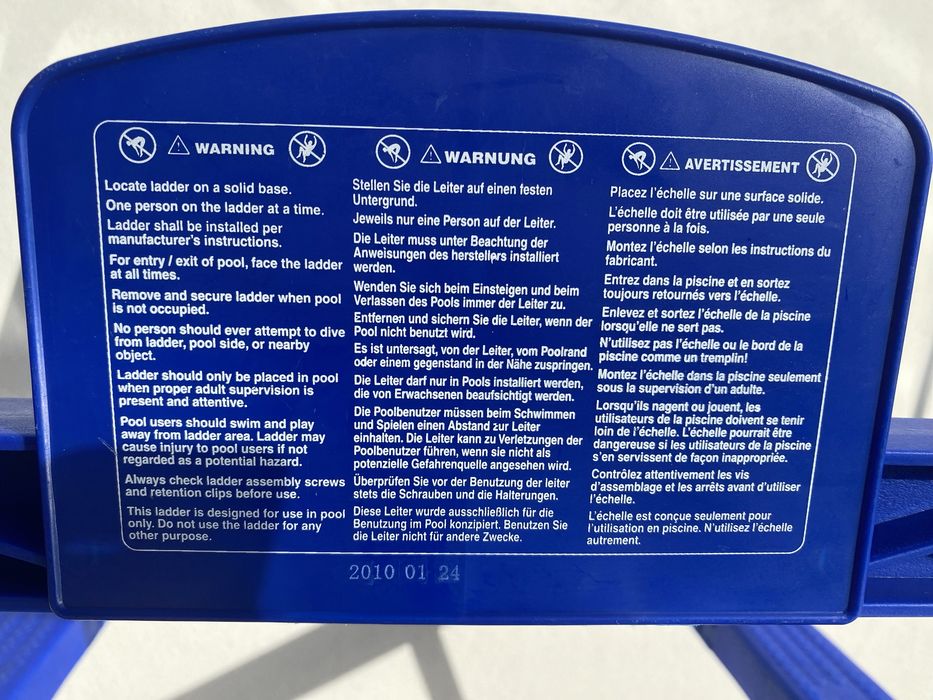 WARNING
Locate ladder on a solid base.
One person on the ladder at a time.
Ladder shall be installed per
manufacturer's instructions.
For entry / exit of pool, face the ladder
at all times.
Remove and secure ladder when pool
is not occupied.
No person should ever attempt to dive
from ladder, pool side, or nearby
object.
Ladder should only be placed in pool
when proper adult supervision is
present and attentive.
Pool users should swim and play
away from ladder area. Ladder may
cause injury to pool users if not
regarded as a potential hazard.
Always check ladder assembly screws
and retention clips before use.
This ladder is designed for use in pool
only. Do not use the ladder for any
other purpose.
WARNUNG
Stellen Sie die Leiter auf einen festen
Untergrund.
Jeweils nur eine Person auf der Leiter.
Die Leiter muss unter Beachtung der
Anweisungen des herstellers installiert
werden.
Wenden Sie sich beim Einsteigen und beim
Verlassen des Pools immer der Leiter zu.
Entfernen und sichern Sie die Leiter, wenn der
Pool nicht benutzt wird.
Es ist untersagt, von der Leiter, vom Poolrand
oder einem gegenstand in der Nähe zuspringen.
Die Leiter darf nur in Pools installiert werden,
die von Erwachsenen beaufsichtigt werden.
Die Poolbenutzer müssen beim Schwimmen
und Spielen einen Abstand zur Leiter
einhalten. Die Leiter kann zu Verletzungen der
Poolbenutzer führen, wenn sie nicht als
potenzielle Gefahrenquelle angesehen wird.
Überprüfen Sie vor der Benutzung der leiter
stets die Schrauben und die Halterungen.
Diese Leiter wurde ausschließlich für die
Benutzung im Pool konzipiert. Benutzen Sie
die Leiter nicht für andere Zwecke.
AVERTISSEMENT
Placez l'échelle sur une surface solide.
L'échelle doit être utilisée par une seule
personne à la fois.
Montez l'échelle selon les instructions du
fabricant.
Entrez dans la piscine et en sortez
toujours retournés vers l'échelle.
Enlevez et sortez l'échelle de la piscine
lorsqu'elle ne sert pas.
N'utilisez pas l'échelle ou le bord de la
piscine comme un tremplin!
Montez l'échelle dans la piscine seulement
sous la supervision d'un adulte.
Lorsqu'ils nagent ou jouent, les
utilisateurs de la piscine doivent se tenir
loin de l'échelle. L'échelle pourrait être
dangereuse si les utilisateurs de la piscine
s'en servissent de façon inappropriée.
Contrôlez attentivement les vis
d'assemblage et les arrêts avant d'utiliser
l'échelle.
L'échelle est conçue seulement pour
l'utilisation en piscine. N'utilisez l'échelle
autrement.
2010 01 24